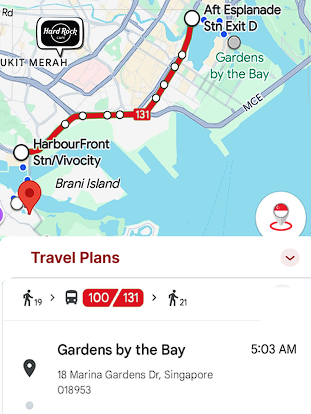 Rd
Hard Rock
CAFE
UKIT MERAH
Aft Esplanade
Stn Exit D
Gardens
by the Bay
131
MCE
HarbourFront
Stn/Vivocity
Brani Island
Travel Plans
19
100 / 131
21
Gardens by the Bay
5:03 AM
18 Marina Gardens Dr, Singapore
018953